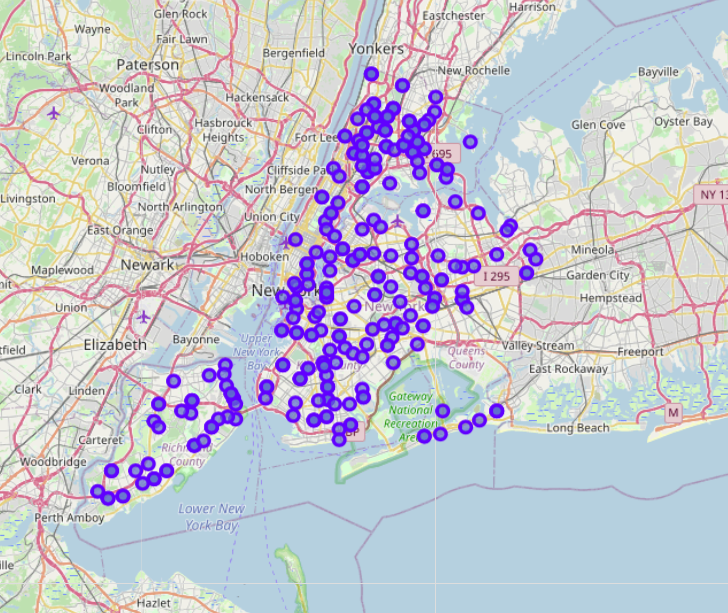 Harrison
Glen Rock
Eastchester
Wayne
Fair Lawn
Yonkers
Lincoln Park
Bergenfield
Paterson
New Rochelle
Bayville
Woodland
Park
Hackensack
Glen Cove
Oyster Bay
Clifton
Hasbrouck
Heights
Fort Lee
695
Verona
Nutley
Cliffside Park
Bloomfield
North Bergen
NY 13
Livingston
North Arlington
Union City
East Orange
Mineola
Hoboken
Maplewood
Newark
I 295
Garden City
New York
Hempstead
Union
New York
Bayonne
Upper
New York
Bay
Elizabeth
Valley Stream
Freeport
Queens
County
East Rockaway
Clark
Linden
Gateway
National
Recreation
Area
M
Long Beach
Carteret
Richmond
County
Woodbridge
Perth Amboy
Lower New
York Bay
Hazlet